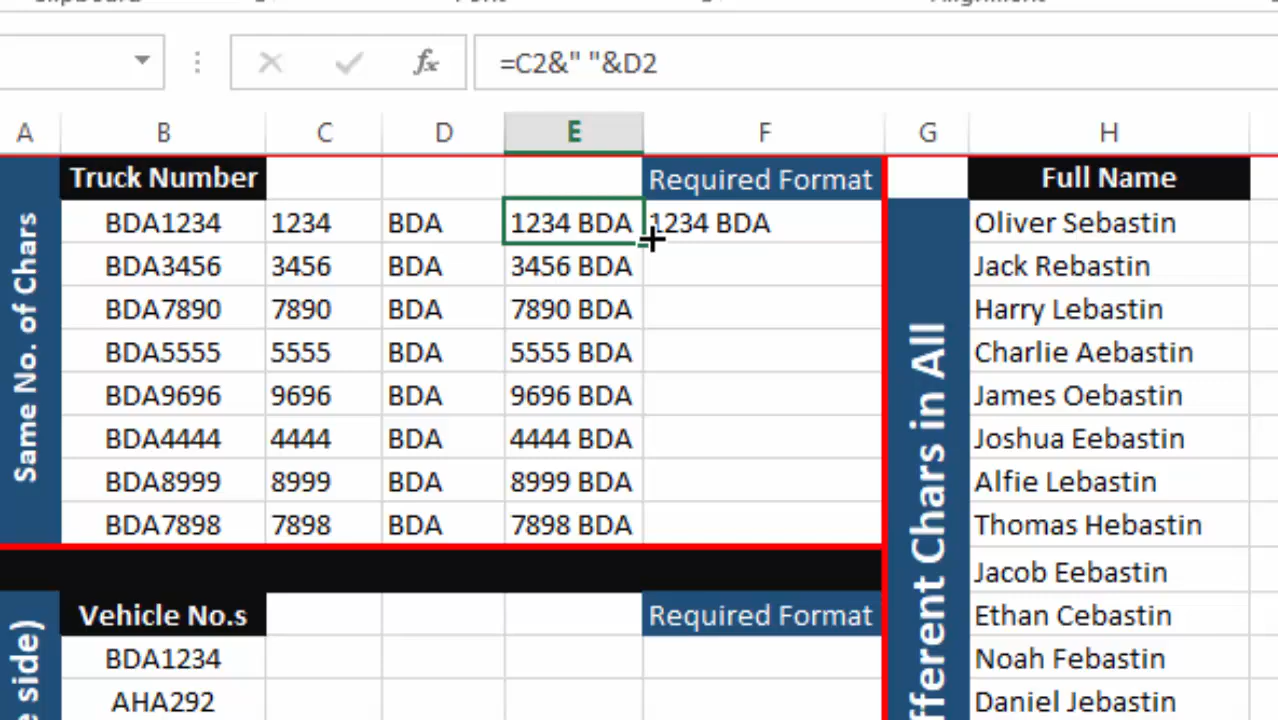 =C2&" "&D2
A B C D E F G H
Truck Number Required Format Full Name
BDA1234 1234 BDA 1234 BDA 1234 BDA Oliver Sebastin
BDA3456 3456 BDA 3456 BDA Jack Rebastin
BDA7890 7890 BDA 7890 BDA Harry Lebastin
BDA5555 5555 BDA 5555 BDA Charlie Aebastin
BDA9696 9696 BDA 9696 BDA James Oebastin
BDA4444 4444 BDA 4444 BDA Joshua Eebastin
BDA8999 8999 BDA 8999 BDA Alfie Lebastin
BDA7898 7898 BDA 7898 BDA Thomas Hebastin
Same No. of Chars
Jacob Eebastin
Vehicle No.s Required Format Ethan Cebastin
BDA1234 Noah Febastin
AHA292 Daniel Jebastin
side)
fferent Chars in All